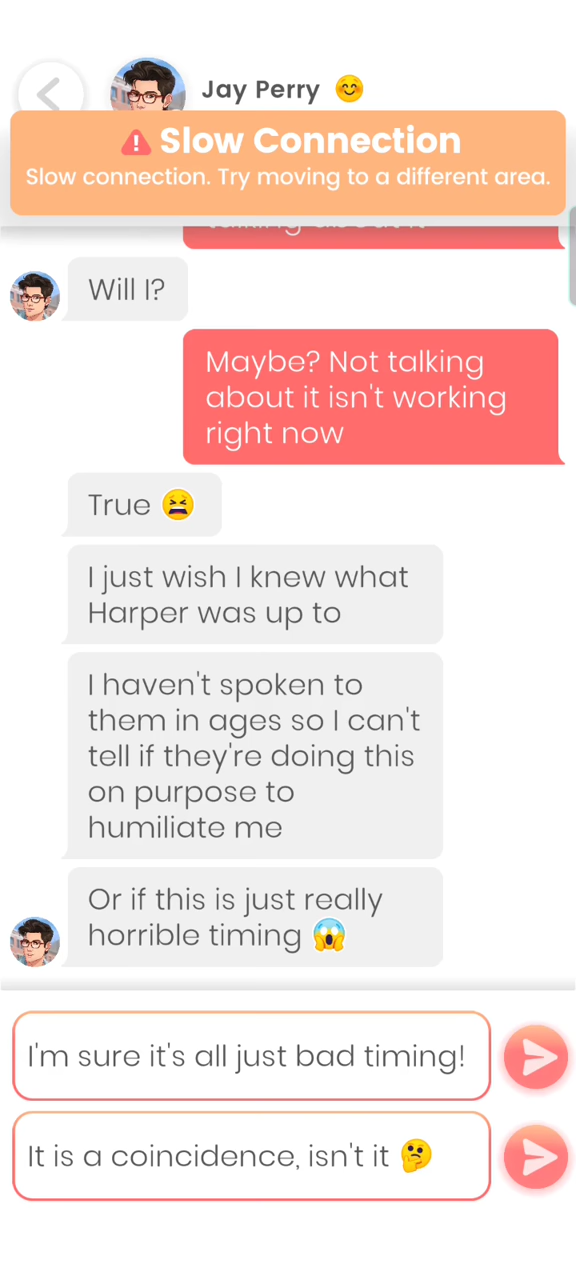 Jay Perry 😊
Slow Connection
Slow connection. Try moving to a different area.
Will I?
Maybe? Not talking
about it isn't working
right now
True 😫
I just wish I knew what
Harper was up to
I haven't spoken to
them in ages so I can't
tell if they're doing this
on purpose to
humiliate me
Or if this is just really
horrible timing 😱
I'm sure it's all just bad timing!
It is a coincidence, isn't it 🤔